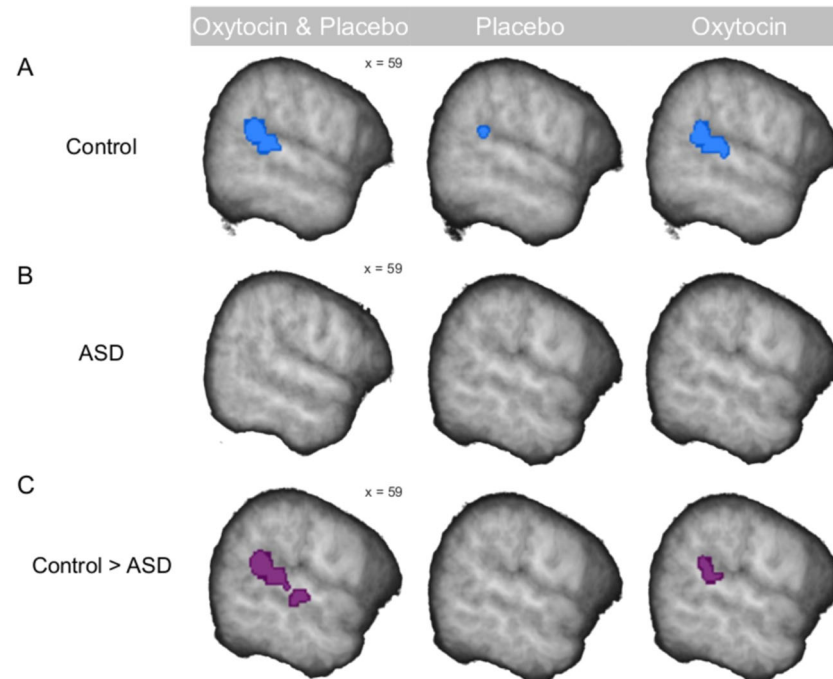 Oxytocin & Placebo Placebo Oxytocin
A
x = 59
Control
B
x = 59
ASD
C
x = 59
Control > ASD